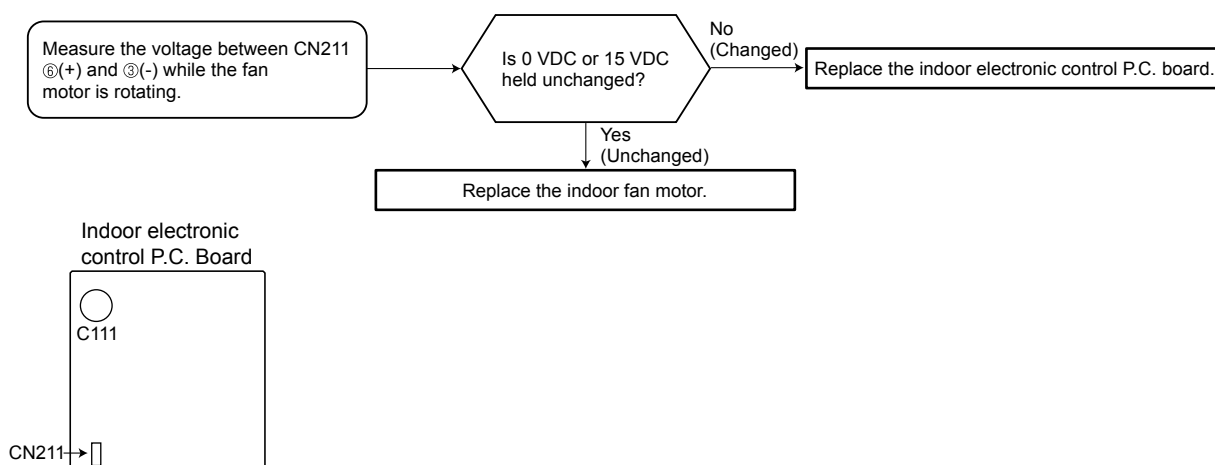 Measure the voltage between CN211
⑥(+) and ③(-) while the fan
motor is rotating.
Is 0 VDC or 15 VDC
held unchanged?
No
(Changed)
Replace the indoor electronic control P.C. board.
Yes
(Unchanged)
Replace the indoor fan motor.
Indoor electronic
control P.C. Board
C111
CN211